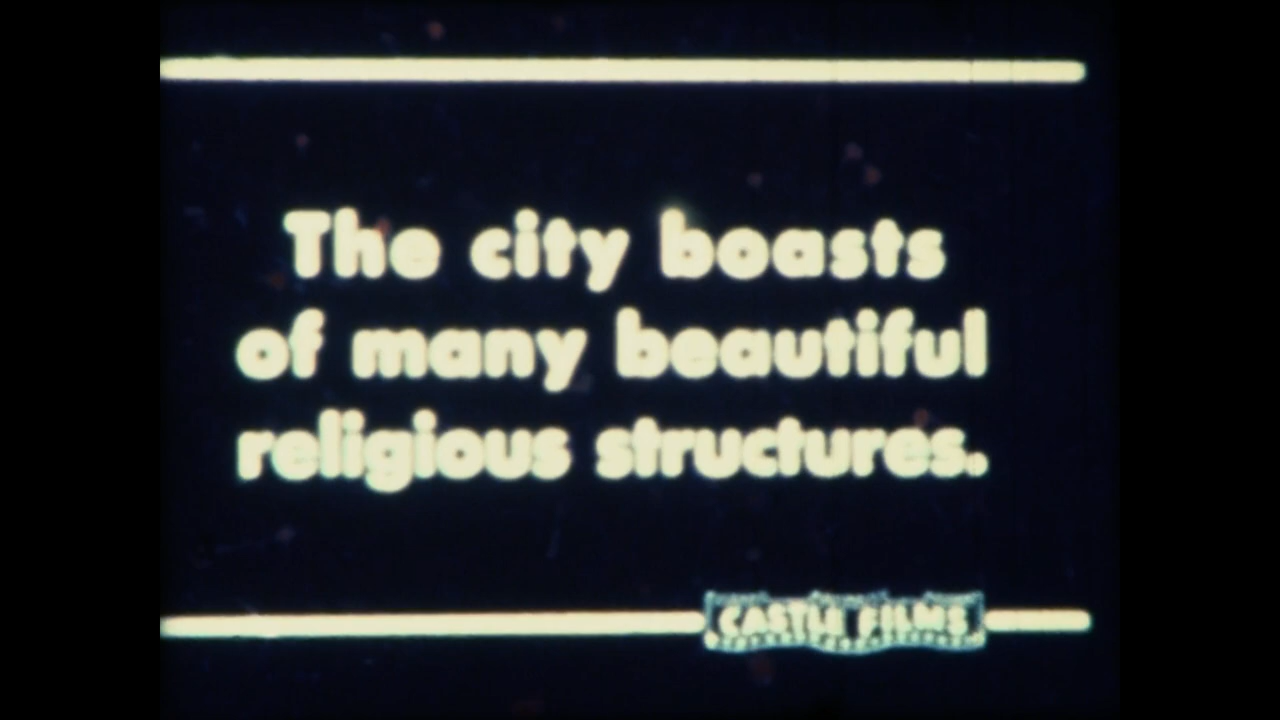 The city boasts
of many beautiful
religious structures.
CASTLE FILMS